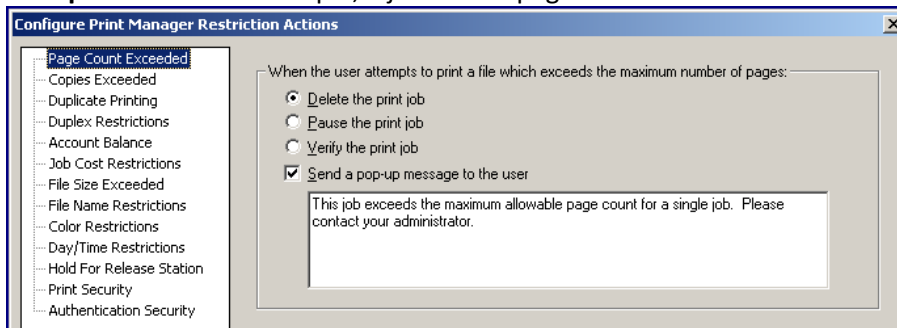 Configure Print Manager Restriction Actions
Page Count Exceeded
Copies Exceeded
Duplicate Printing
Duplex Restrictions
Account Balance
Job Cost Restrictions
File Size Exceeded
File Name Restrictions
Color Restrictions
Day/Time Restrictions
Hold For Release Station
Print Security
Authentication Security
When the user attempts to print a file which exceeds the maximum number of pages:
Delete the print job
Pause the print job
Verify the print job
Send a pop-up message to the user
This job exceeds the maximum allowable page count for a single job. Please
contact your administrator.